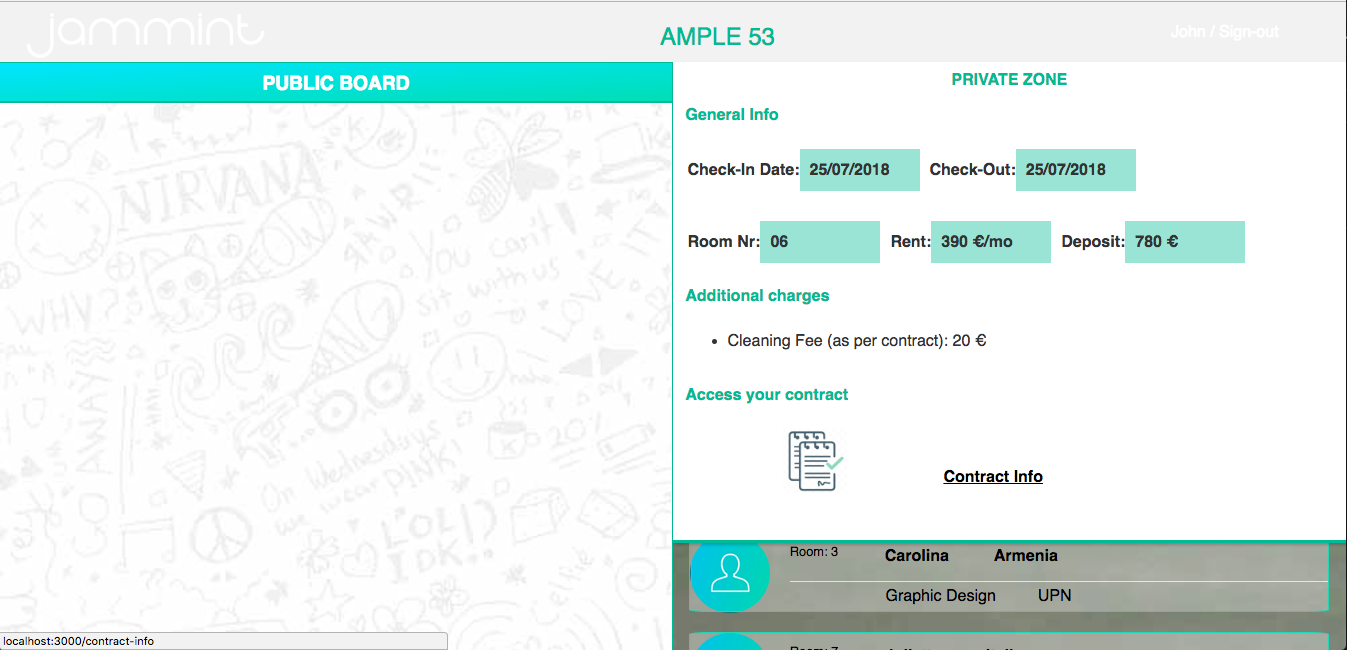 jammint
AMPLE 53
John / Sign-out
PUBLIC BOARD
NIRVANA
WHY?
can't
sit with us
LOVE
On Wednesdays
we wear PINK!
LOL!?
PRIVATE ZONE
General Info
Check-In Date: 25/07/2018 Check-Out: 25/07/2018
Room Nr: 06 Rent: 390 €/mo Deposit: 780 €
Additional charges
• Cleaning Fee (as per contract): 20 €
Access your contract
Contract Info
Room: 3 Carolina Armenia
Graphic Design UPN
localhost:3000/contract-info